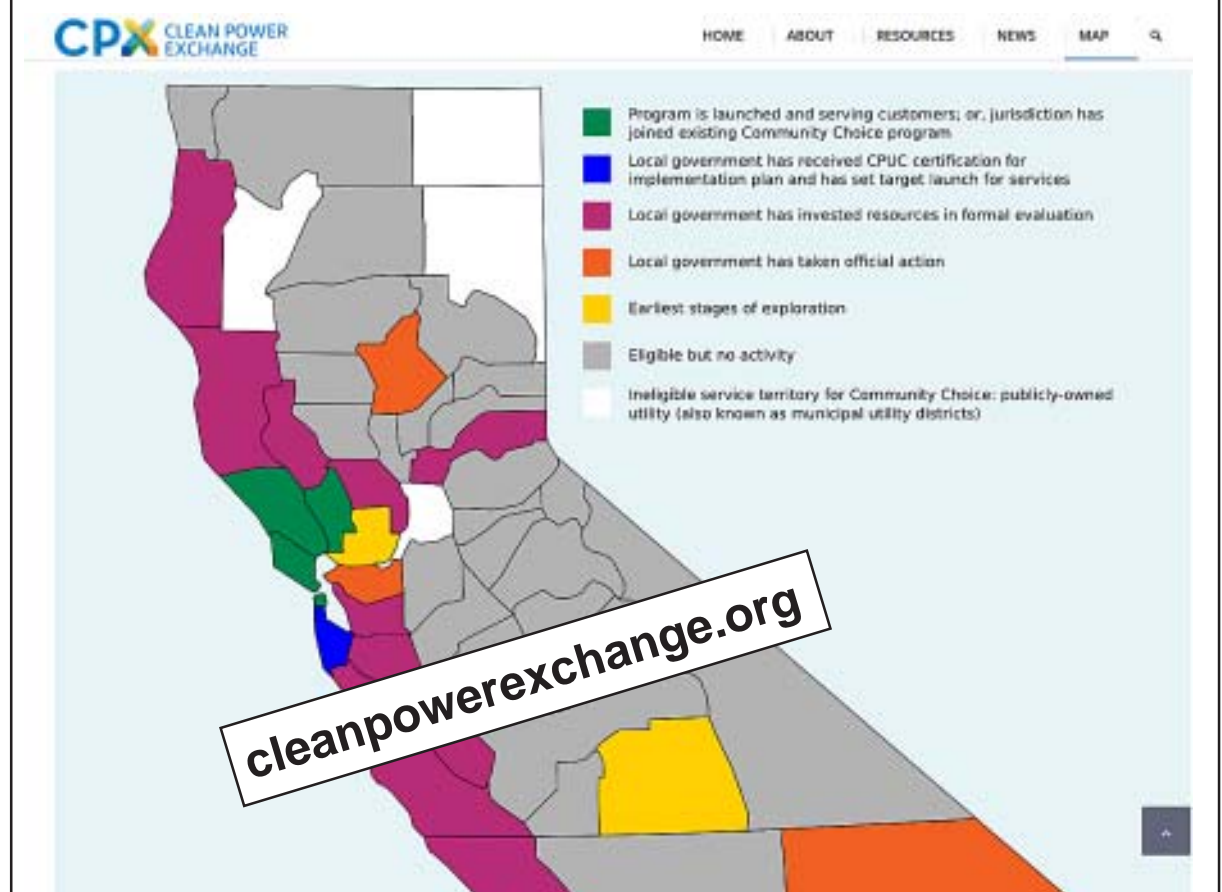 CPX CLEAN POWER
EXCHANGE
HOME ABOUT RESOURCES NEWS MAP
Program is launched and serving customers; or, jurisdiction has
joined existing Community Choice program
Local government has received CPUC certification for
implementation plan and has set target launch for services
Local government has invested resources in formal evaluation
Local government has taken official action
Earliest stages of exploration
Eligible but no activity
Ineligible service territory for Community Choice: publicly-owned
utility (also known as municipal utility districts)
cleanpowerexchange.org